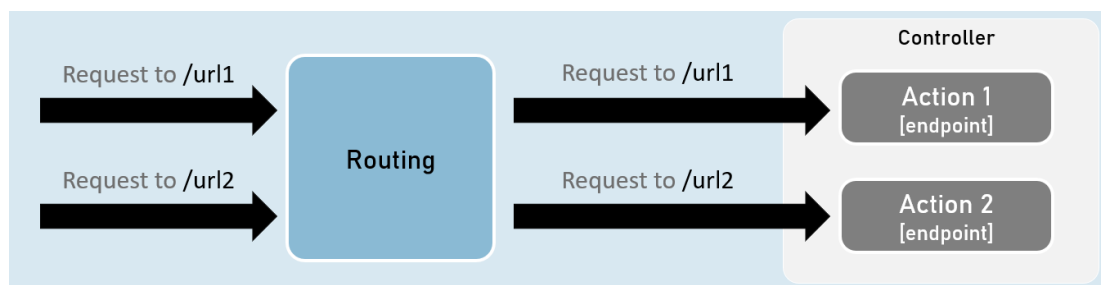 Controller
Request to /url1
Request to /url1
Action 1
[endpoint]
Routing
Request to /url2
Request to /url2
Action 2
[endpoint]